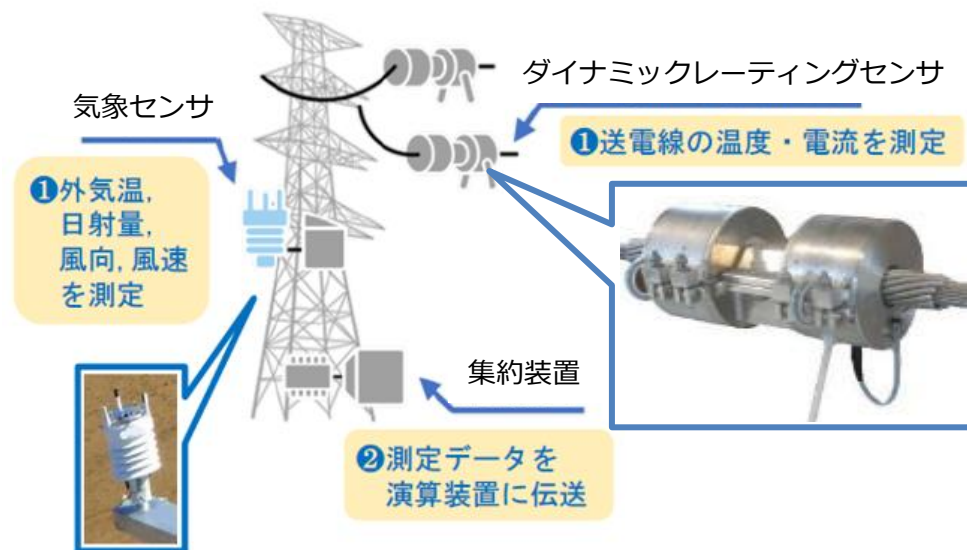 ダイナミックレーティングセンサ
気象センサ
❶送電線の温度・電流を測定
❶外気温,
日射量,
風向, 風速
を測定
集約装置
❷測定データを
演算装置に伝送